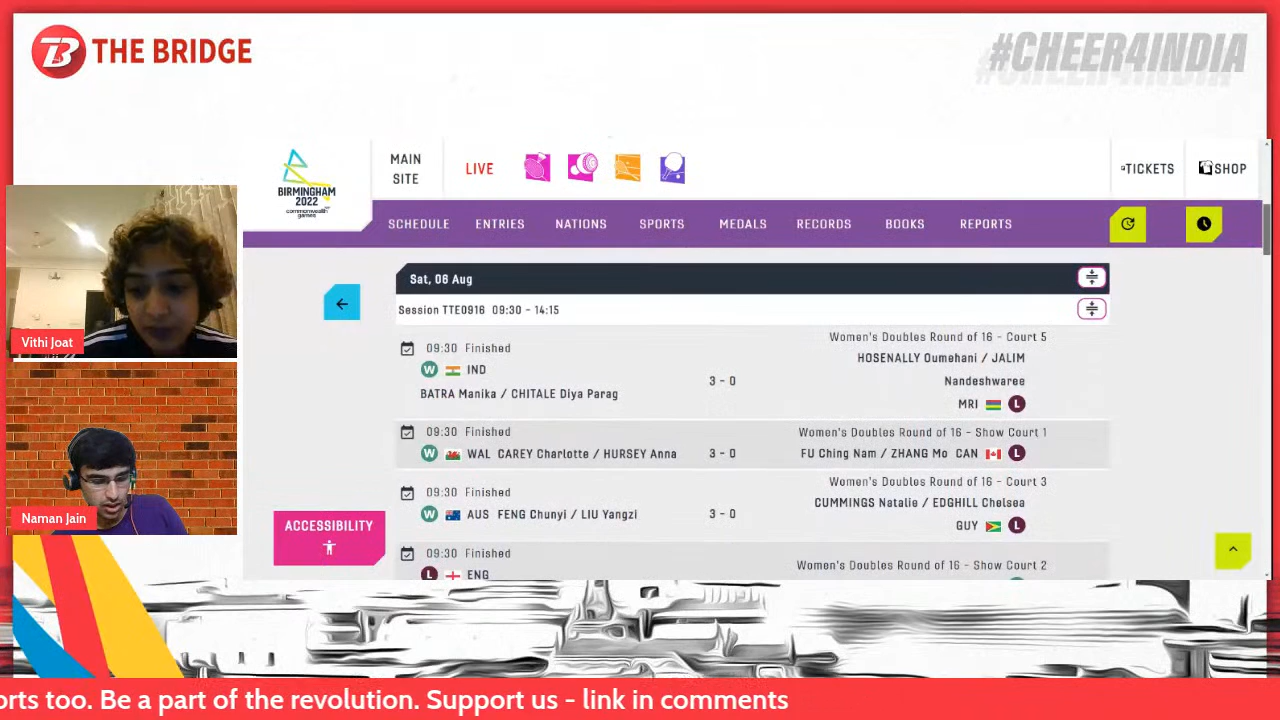 THE BRIDGE
#CHEER4INDIA
BIRMINGHAM
2022
commonwealth
games
MAIN
SITE
LIVE
TICKETS
SHOP
SCHEDULE ENTRIES NATIONS SPORTS MEDALS RECORDS BOOKS REPORTS
Sat, 06 Aug
Session TTE0916 09:30 - 14:15
09:30 Finished
Women's Doubles Round of 16 - Court 5
W IND
HOSENALLY Oumehani / JALIM
Nandeshwaree
3 - 0
BATRA Manika / CHITALE Diya Parag
MRI L
09:30 Finished
Women's Doubles Round of 16 - Show Court 1
W WAL CAREY Charlotte / HURSEY Anna
3 - 0
FU Ching Nam / ZHANG Mo CAN L
09:30 Finished
Women's Doubles Round of 16 - Court 3
W AUS FENG Chunyi / LIU Yangzi
3 - 0
CUMMINGS Natalie / EDGHILL Chelsea
GUY L
09:30 Finished
Women's Doubles Round of 16 - Show Court 2
L ENG
ACCESSIBILITY
Vithi Joat
Naman Jain
orts too. Be a part of the revolution. Support us - link in comments